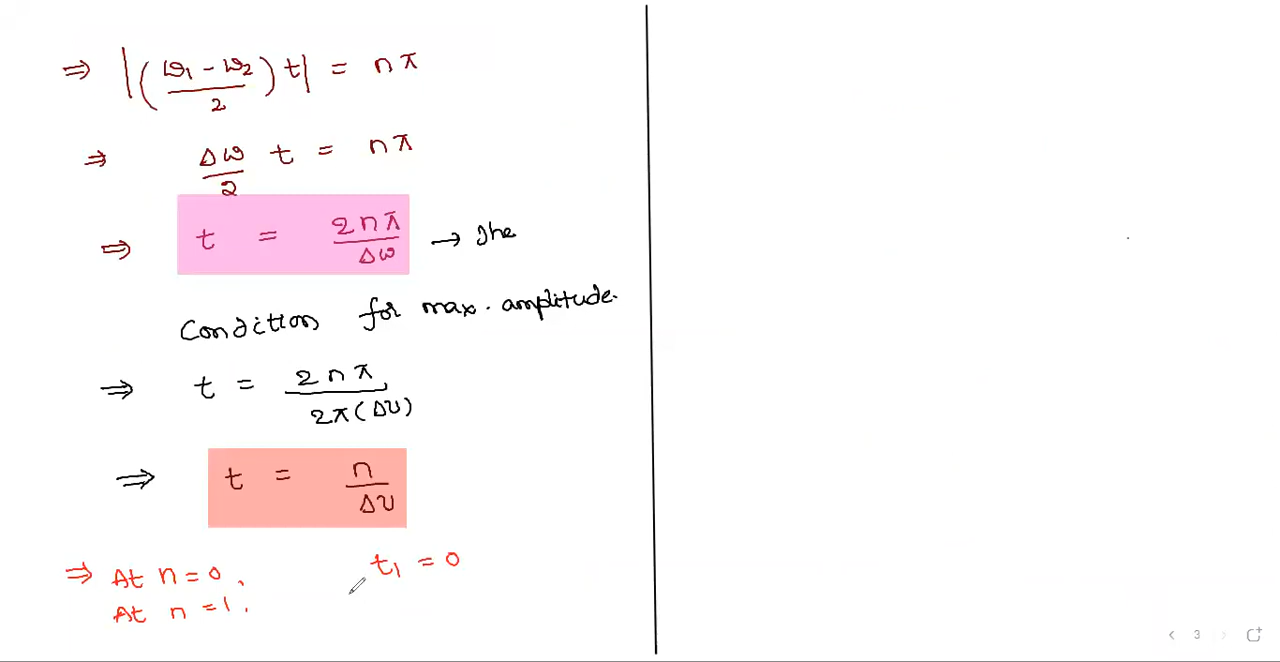 ⇒ |((ω₁ - ω₂)/2) t| = nπ
⇒ Δω/2 t = nπ
⇒ t = 2nπ/Δω → The
Condition for max. amplitude.
⇒ t = 2nπ/2π(Δν)
⇒ t = n/Δν
⇒ At n = 0, t₁ = 0
At n = 1,
< 3 >